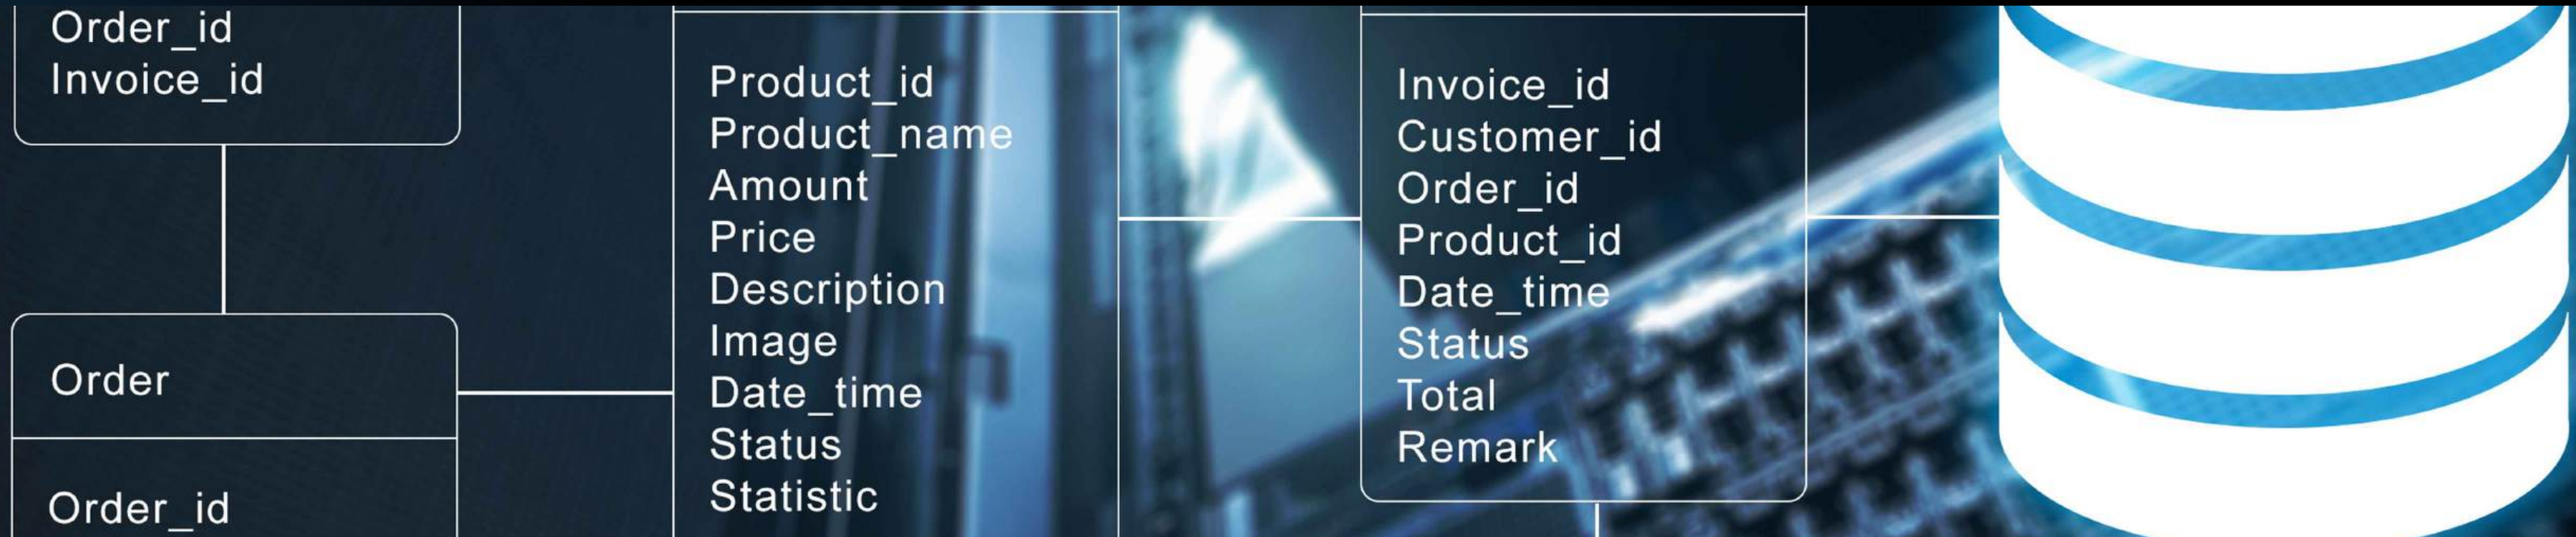 Order_id
Invoice_id
Order
Order_id
Product_id
Product_name
Amount
Price
Description
Image
Date_time
Status
Statistic
Invoice_id
Customer_id
Order_id
Product_id
Date_time
Status
Total
Remark